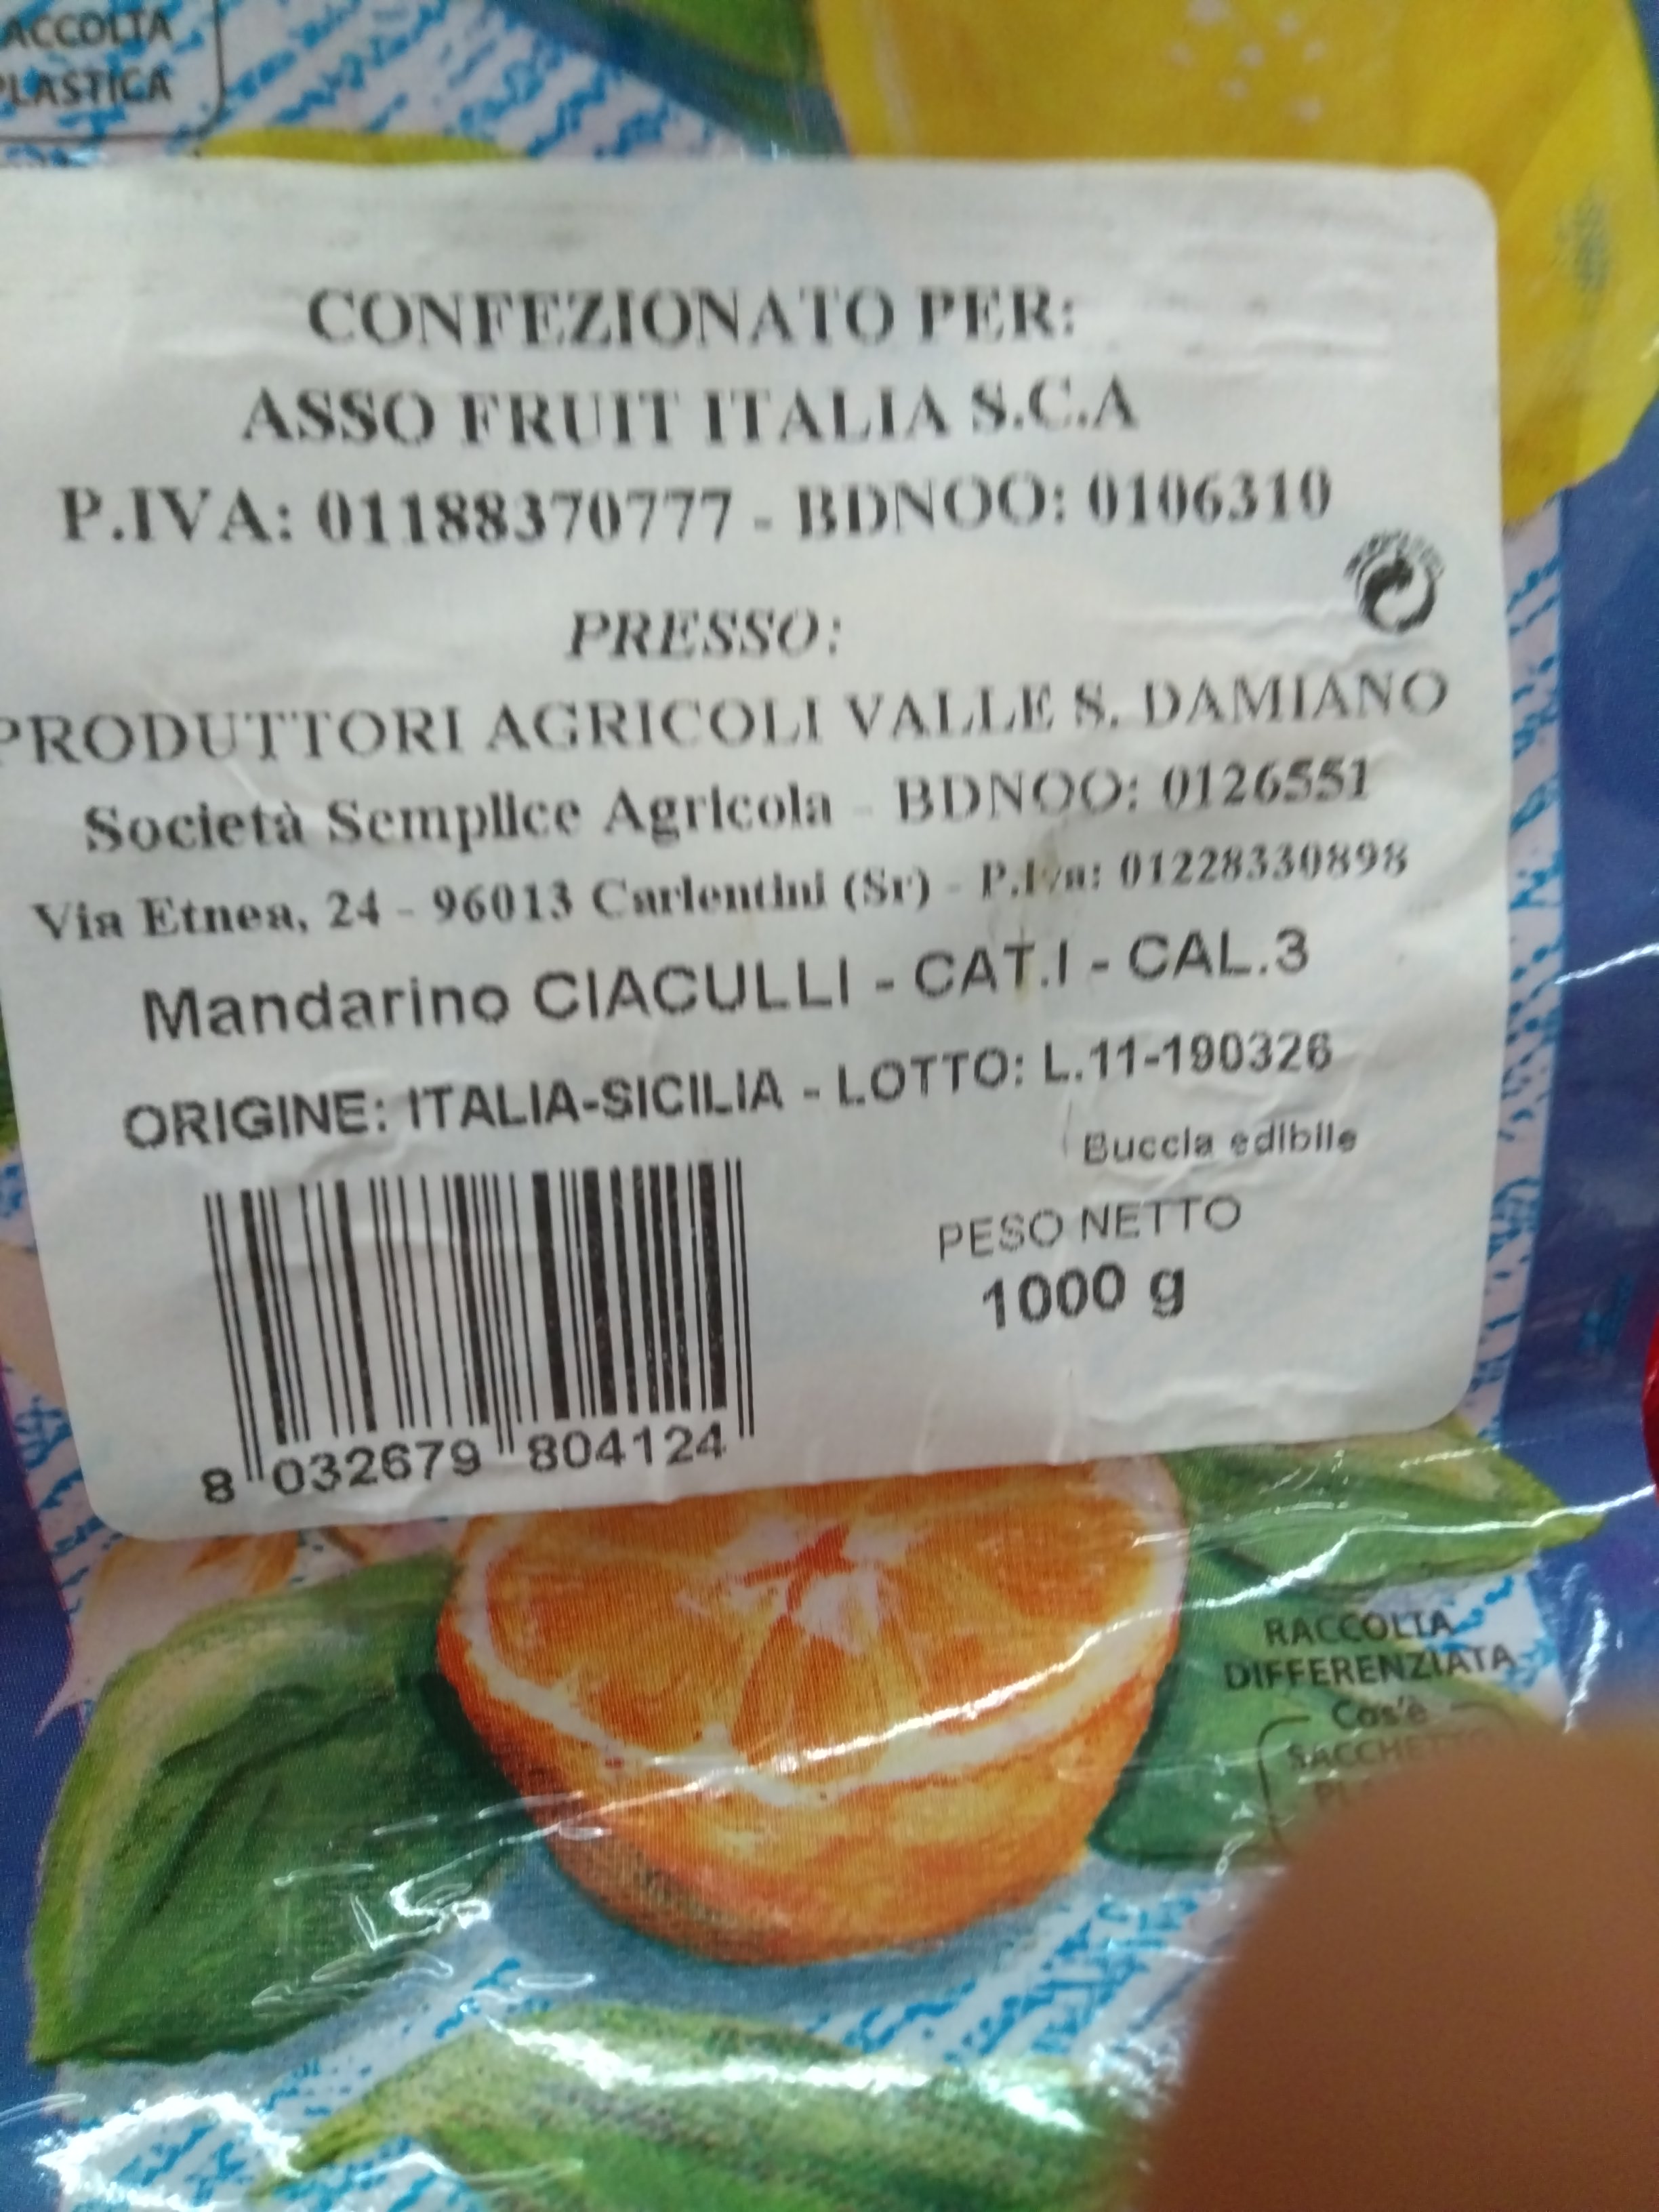 RACCOLTA
PLASTICA
CONFEZIONATO PER:
ASSO FRUIT ITALIA S.C.A
P.IVA: 01188370777 - BDNOO: 0106310
PRESSO:
PRODUTTORI AGRICOLI VALLE S. DAMIANO
Società Semplice Agricola - BDNOO: 0126551
Via Etnea, 24 - 96013 Carlentini (Sr) - P.Iva: 01228330898
Mandarino CIACULLI - CAT.I - CAL.3
ORIGINE: ITALIA-SICILIA - LOTTO: L.11-190326
Buccia edibile
PESO NETTO
1000 g
8 032679 804124
RACCOLTA
DIFFERENZIATA
Cos'è
SACCHETTO